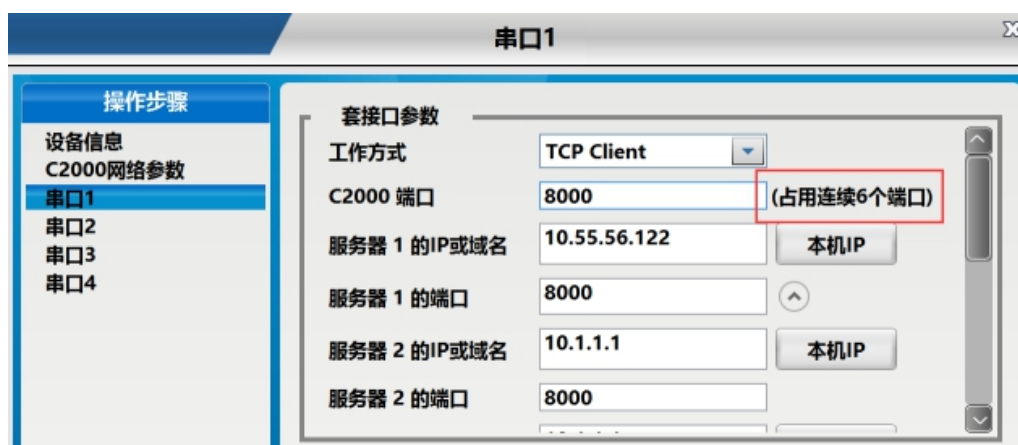 串口1
操作步骤
设备信息
C2000网络参数
串口1
串口2
串口3
串口4
套接口参数
工作方式 TCP Client
C2000 端口 8000 (占用连续6个端口)
服务器 1 的IP或域名 10.55.56.122 本机IP
服务器 1 的端口 8000
服务器 2 的IP或域名 10.1.1.1 本机IP
服务器 2 的端口 8000